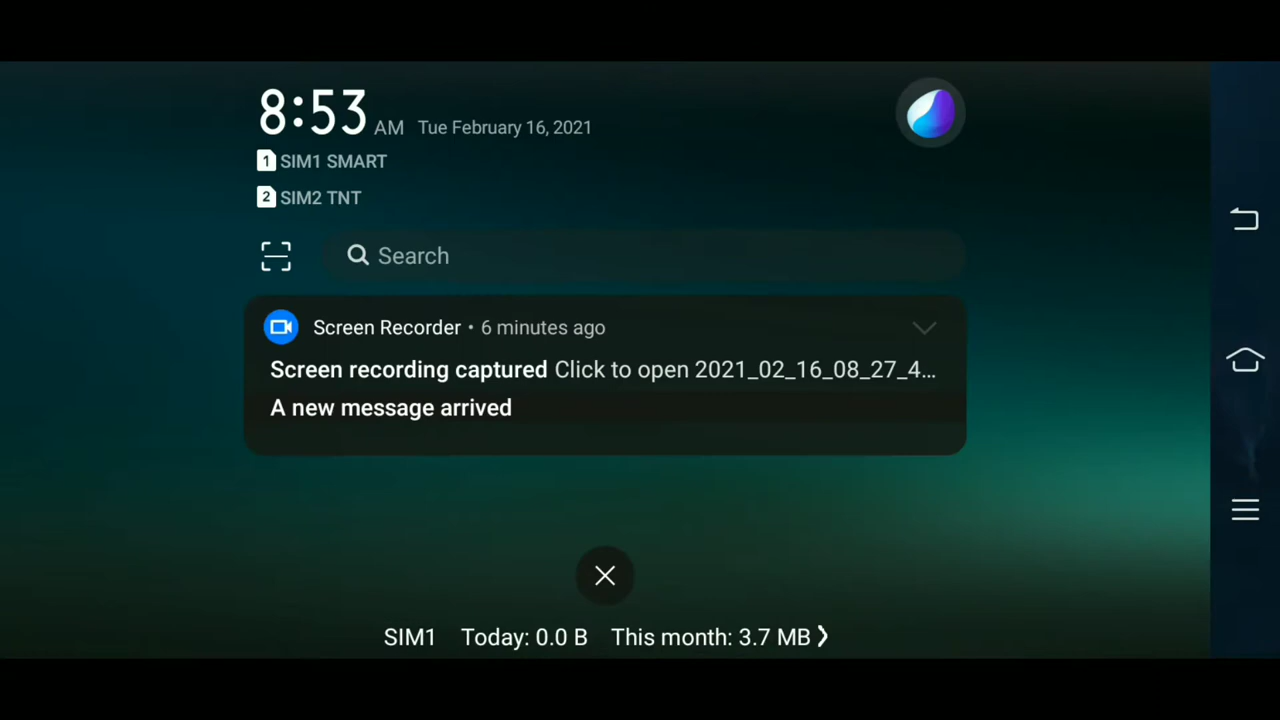 8:53 AM Tue February 16, 2021
1 SIM1 SMART
2 SIM2 TNT
Search
Screen Recorder • 6 minutes ago
Screen recording captured Click to open 2021_02_16_08_27_4...
A new message arrived
SIM1 Today: 0.0 B This month: 3.7 MB ❭